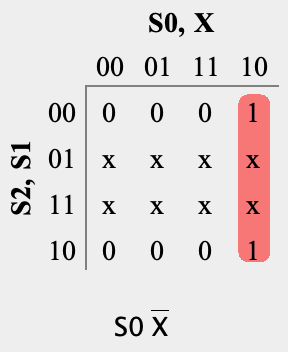 S0, X
00 01 11 10
S2, S1
00 0 0 0 1
01 x x x x
11 x x x x
10 0 0 0 1
S0 X̅